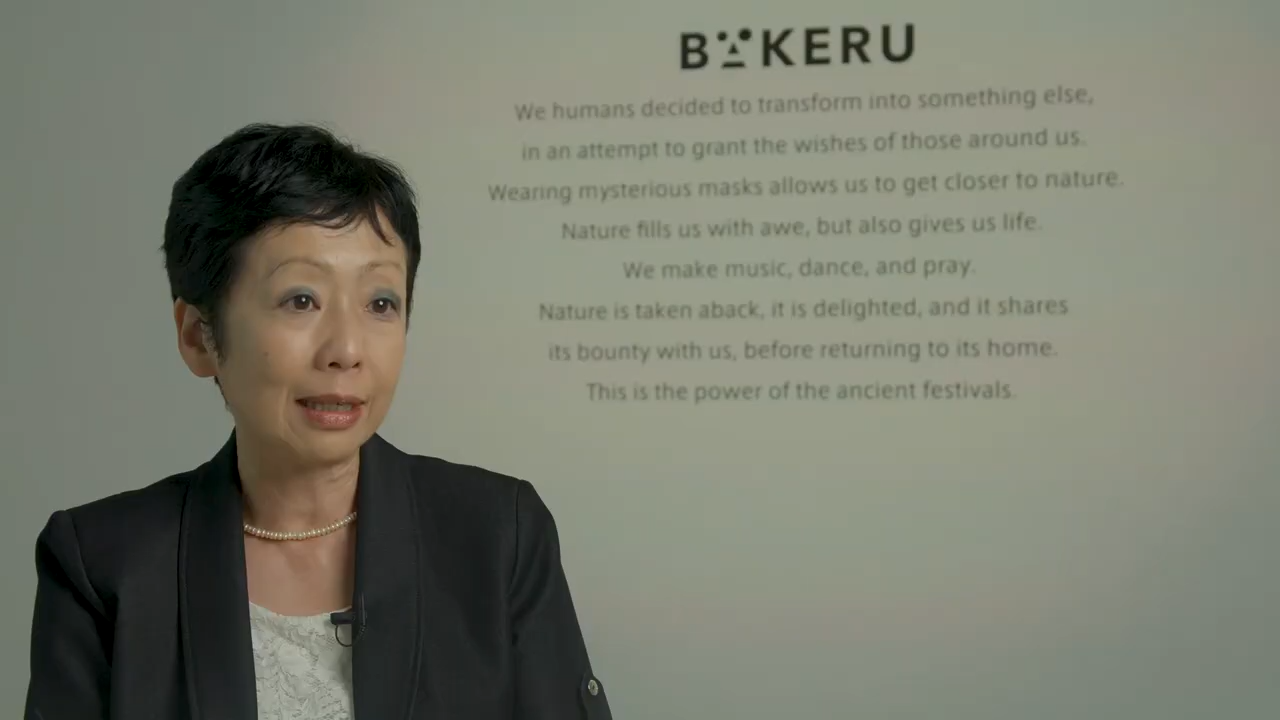 BAKERU
We humans decided to transform into something else,
in an attempt to grant the wishes of those around us.
Wearing mysterious masks allows us to get closer to nature.
Nature fills us with awe, but also gives us life.
We make music, dance, and pray.
Nature is taken aback, it is delighted, and it shares
its bounty with us, before returning to its home.
This is the power of the ancient festivals.